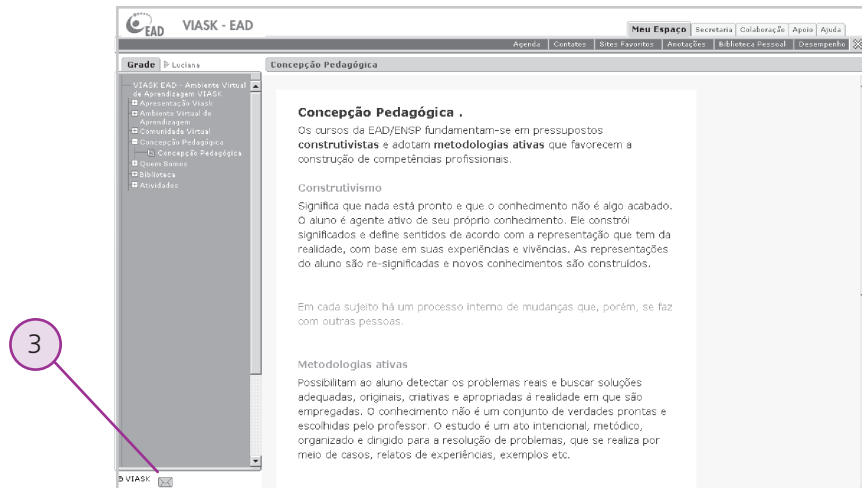 EAD
VIASK - EAD
Meu Espaço Secretaria Colaboração Apoio Ajuda
Agenda Contatos Sites Favoritos Anotações Biblioteca Pessoal Desempenho
Grade Luciana
Concepção Pedagógica
VIASK EAD - Ambiente Virtual
de Aprendizagem VIASK
Apresentação Viask
Ambiente Virtual de
Aprendizagem
Comunidade Virtual
Concepção Pedagógica
Concepção Pedagógica
Quem Somos
Biblioteca
Atividades
Concepção Pedagógica .
Os cursos da EAD/ENSP fundamentam-se em pressupostos
construtivistas e adotam metodologias ativas que favorecem a
construção de competências profissionais.
Construtivismo
Significa que nada está pronto e que o conhecimento não é algo acabado.
O aluno é agente ativo de seu próprio conhecimento. Ele constrói
significados e define sentidos de acordo com a representação que tem da
realidade, com base em suas experiências e vivências. As representações
do aluno são re-significadas e novos conhecimentos são construídos.
Em cada sujeito há um processo interno de mudanças que, porém, se faz
com outras pessoas.
Metodologias ativas
Possibilitam ao aluno detectar os problemas reais e buscar soluções
adequadas, originais, criativas e apropriadas à realidade em que são
empregadas. O conhecimento não é um conjunto de verdades prontas e
escolhidas pelo professor. O estudo é um ato intencional, metódico,
organizado e dirigido para a resolução de problemas, que se realiza por
meio de casos, relatos de experiências, exemplos etc.
3
VIASK